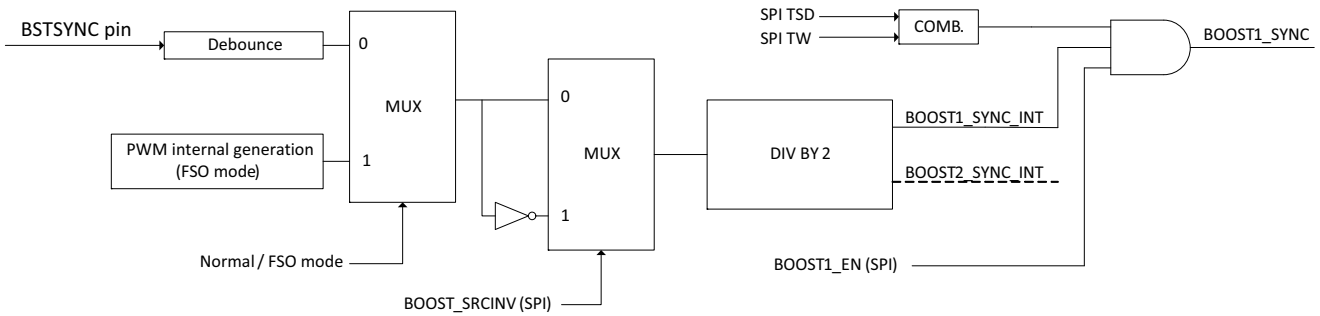 BSTSYNC pin
Debounce
0
MUX
1
PWM internal generation
(FSO mode)
Normal / FSO mode
0
MUX
1
BOOST_SRCINV (SPI)
DIV BY 2
BOOST1_SYNC_INT
BOOST2_SYNC_INT
SPI TSD
SPI TW
COMB.
BOOST1_EN (SPI)
BOOST1_SYNC